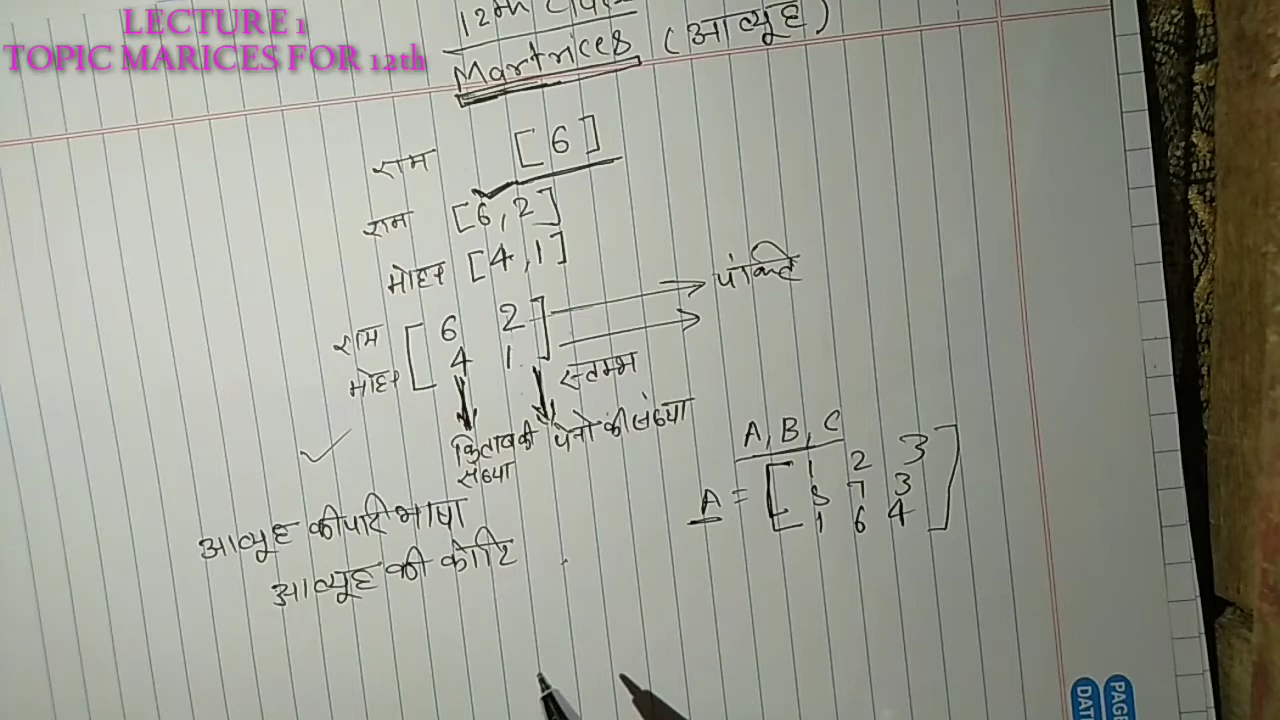 LECTURE 1
TOPIC MARICES FOR 12th
12th Class
Martrices (आव्यूह)
राम [ 6 ]
राम [6, 2]
मोहन [4, 1]
राम 6 2 पंक्ति
मोहन 4 1
स्तम्भ
किताब की संख्या पेनो की संख्या
A, B, C
A = 1 2 3
8 7 3
1 6 4
आव्यूह की परिभाषा
आव्यूह की कोटि
PAGE
DATE